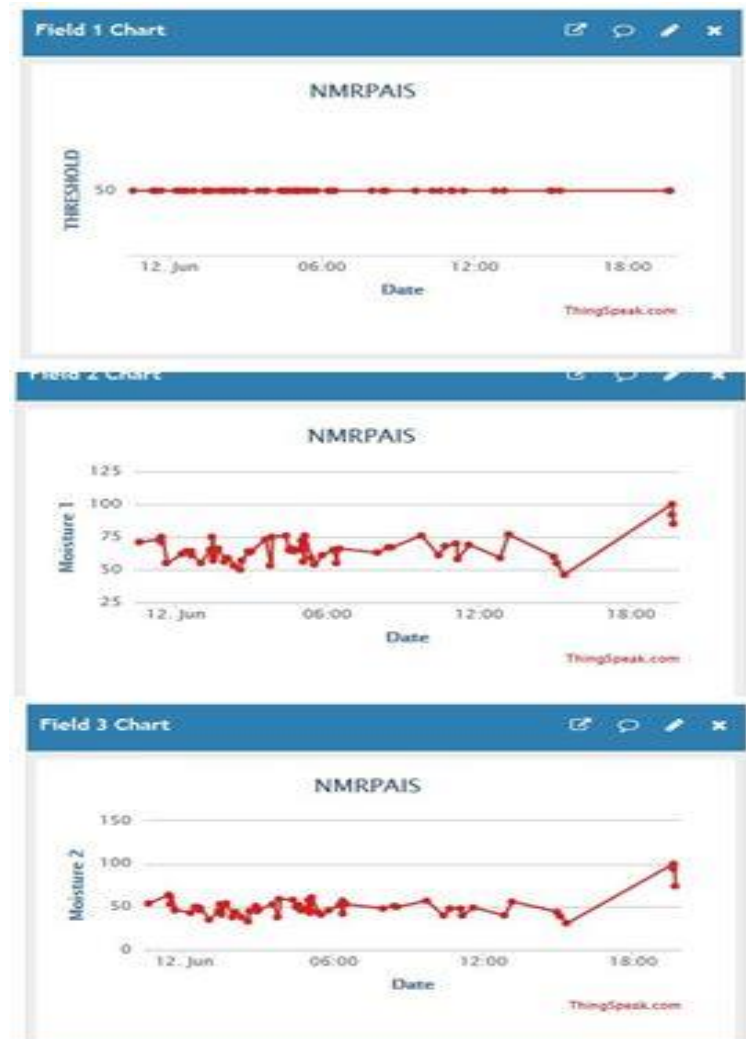 Field 1 Chart
NMRPAIS
THRESHOLD
50
12. Jun 06:00 12:00 18:00
Date
ThingSpeak.com
Field 2 Chart
NMRPAIS
Moisture 1
125
100
75
50
25
12. Jun 06:00 12:00 18:00
Date
ThingSpeak.com
Field 3 Chart
NMRPAIS
Moisture 2
150
100
50
0
12. Jun 06:00 12:00 18:00
Date
ThingSpeak.com